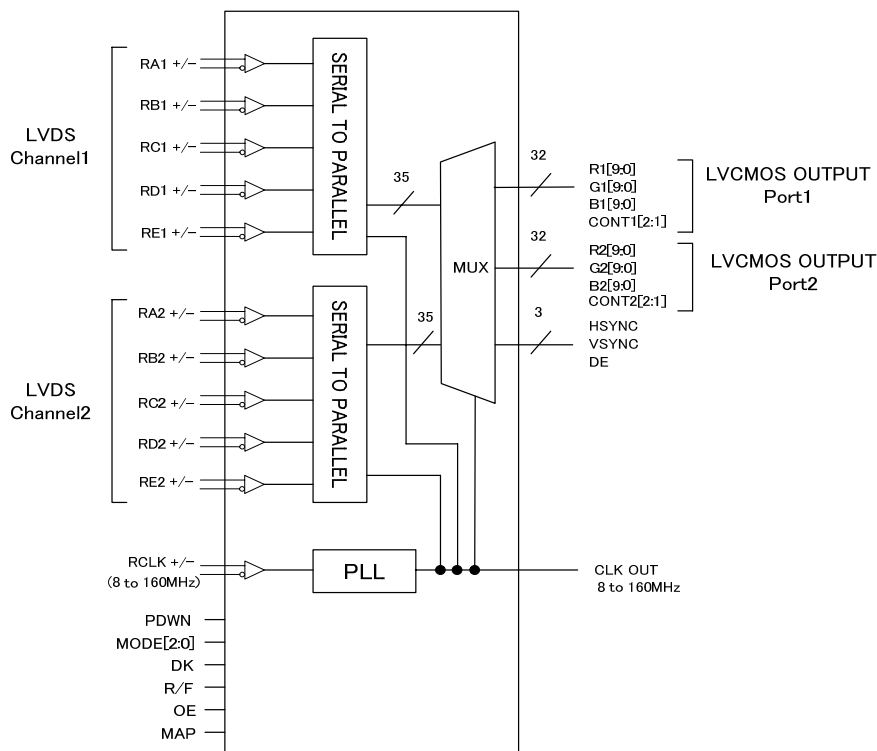 LVDS
Channel1
RA1 +/−
RB1 +/−
RC1 +/−
RD1 +/−
RE1 +/−
SERIAL TO PARALLEL
35
LVDS
Channel2
RA2 +/−
RB2 +/−
RC2 +/−
RD2 +/−
RE2 +/−
SERIAL TO PARALLEL
35
MUX
32
R1[9:0]
G1[9:0]
B1[9:0]
CONT1[2:1]
LVCMOS OUTPUT
Port1
32
R2[9:0]
G2[9:0]
B2[9:0]
CONT2[2:1]
LVCMOS OUTPUT
Port2
3
HSYNC
VSYNC
DE
RCLK +/−
(8 to 160MHz)
PLL
CLK OUT
8 to 160MHz
PDWN
MODE[2:0]
DK
R/F
OE
MAP